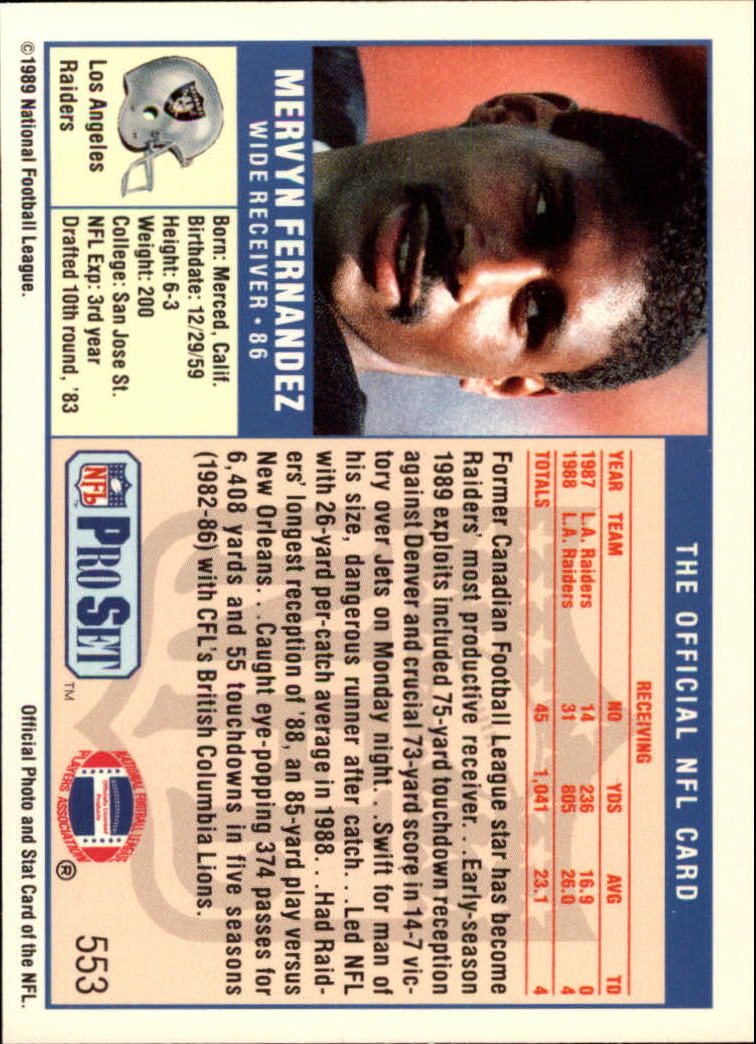 THE OFFICIAL NFL CARD
MERVYN FERNANDEZ
WIDE RECEIVER • 86
RAIDERS
Los Angeles
Raiders
Born: Merced, Calif.
Birthdate: 12/29/59
Height: 6-3
Weight: 200
College: San Jose St.
NFL Exp: 3rd year
Drafted 10th round, '83
RECEIVING
YEAR TEAM NO YDS AVG TD
1987 L.A. Raiders 14 236 16.9 0
1988 L.A. Raiders 31 805 26.0 4
TOTALS 45 1,041 23.1 4
Former Canadian Football League star has become
Raiders' most productive receiver. . .Early-season
1989 exploits included 75-yard touchdown reception
against Denver and crucial 73-yard score in 14-7 vic-
tory over Jets on Monday night. . .Swift for man of
his size, dangerous runner after catch. . .Led NFL
with 26-yard per-catch average in 1988. . .Had Raid-
ers' longest reception of '88, an 85-yard play versus
New Orleans. . .Caught eye-popping 374 passes for
6,408 yards and 55 touchdowns in five seasons
(1982-86) with CFL's British Columbia Lions.
NFL PRO SET ™
NATIONAL FOOTBALL LEAGUE
Officially Licensed
Product
PLAYERS ASSOCIATION ®
553
©1989 National Football League.
Official Photo and Stat Card of the NFL.